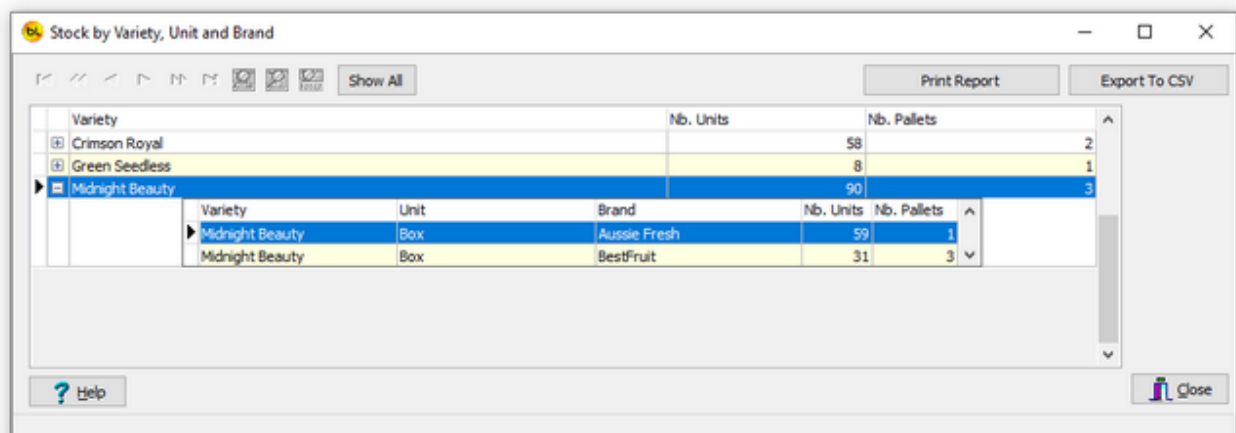 bL Stock by Variety, Unit and Brand
Show All Print Report Export To CSV
Variety Nb. Units Nb. Pallets
Crimson Royal 58 2
Green Seedless 8 1
Midnight Beauty 90 3
Variety Unit Brand Nb. Units Nb. Pallets
Midnight Beauty Box Aussie Fresh 59 1
Midnight Beauty Box BestFruit 31 3
? Help Close